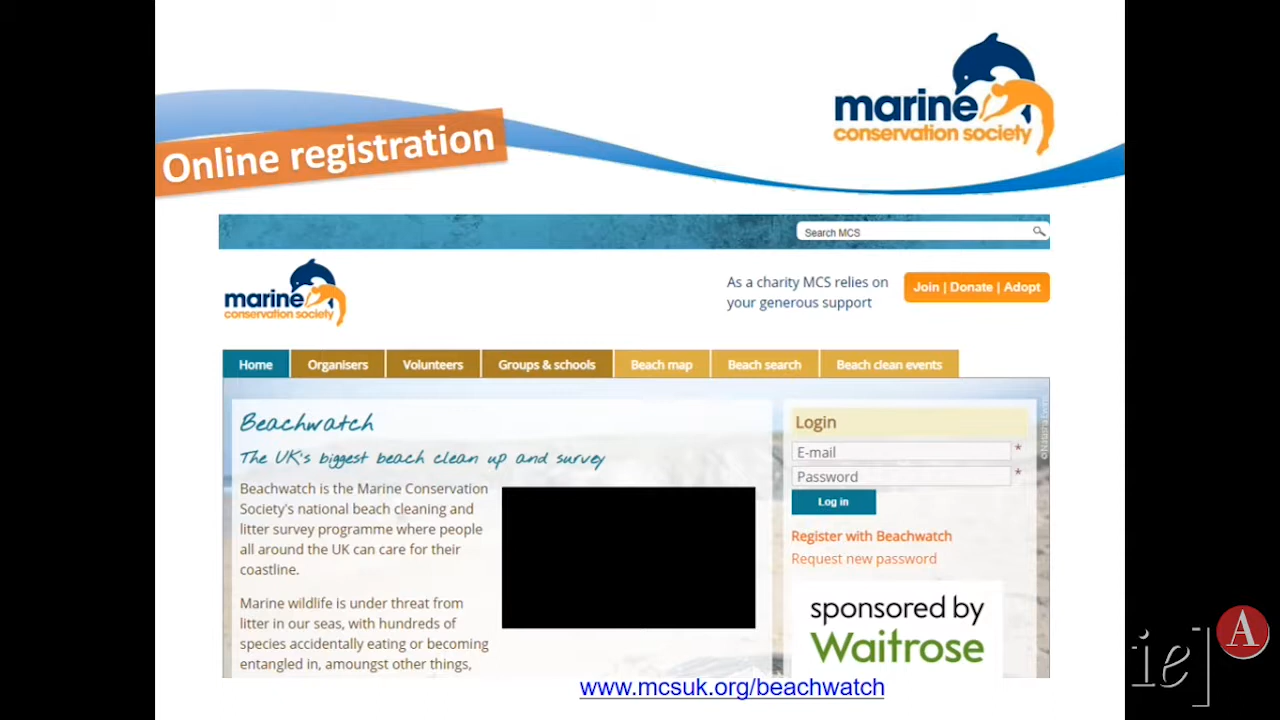 marine
conservation society
Online registration
Search MCS
marine
conservation society
As a charity MCS relies on
your generous support
Join | Donate | Adopt
Home
Organisers
Volunteers
Groups & schools
Beach map
Beach search
Beach clean events
Beachwatch
The UK's biggest beach clean up and survey
Beachwatch is the Marine Conservation
Society's national beach cleaning and
litter survey programme where people
all around the UK can care for their
coastline.
Marine wildlife is under threat from
litter in our seas, with hundreds of
species accidentally eating or becoming
entangled in, amongst other things,
Login
E-mail *
Password *
Log in
Register with Beachwatch
Request new password
sponsored by
Waitrose
www.mcsuk.org/beachwatch
ie]
A